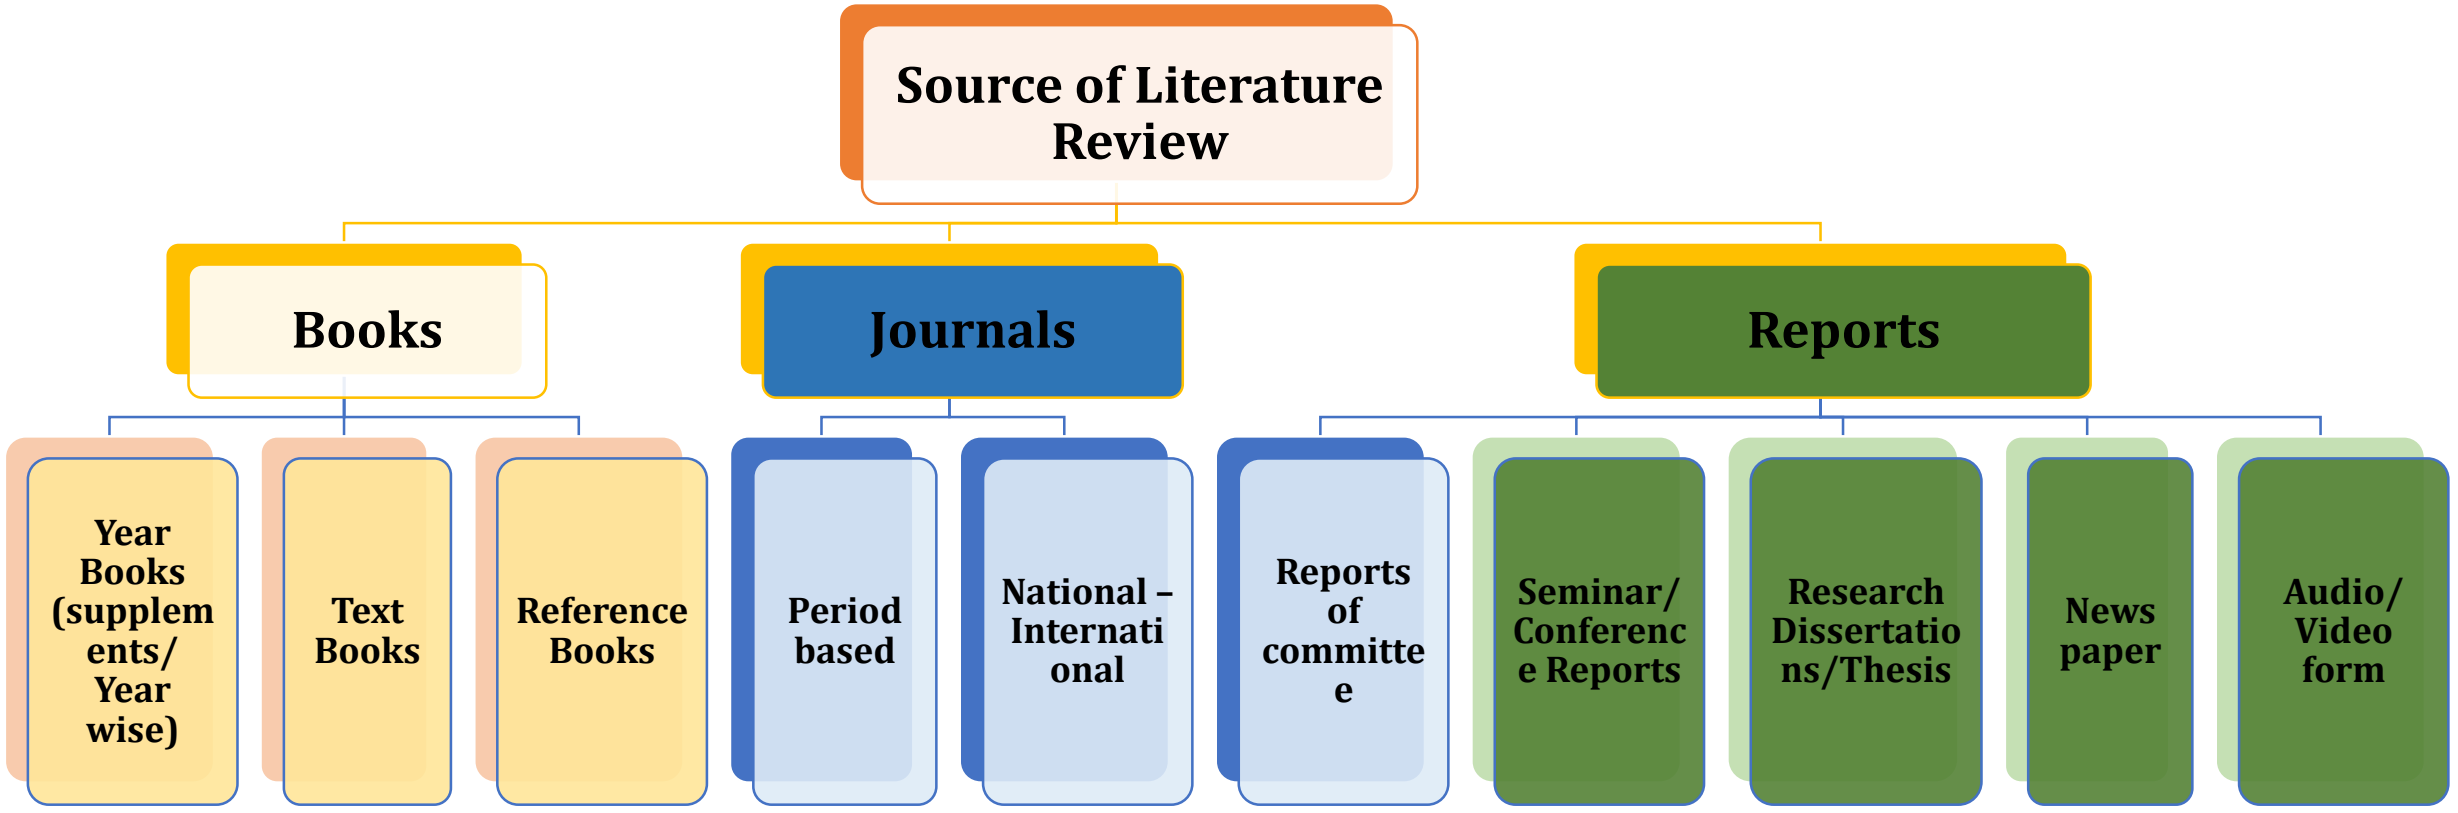 Source of Literature
Review
Books
Journals
Reports
Year
Books
(supplem
ents/
Year
wise)
Text
Books
Reference
Books
Period
based
National –
Internati
onal
Reports
of
committe
e
Seminar/
Conferenc
e Reports
Research
Dissertatio
ns/Thesis
News
paper
Audio/
Video
form